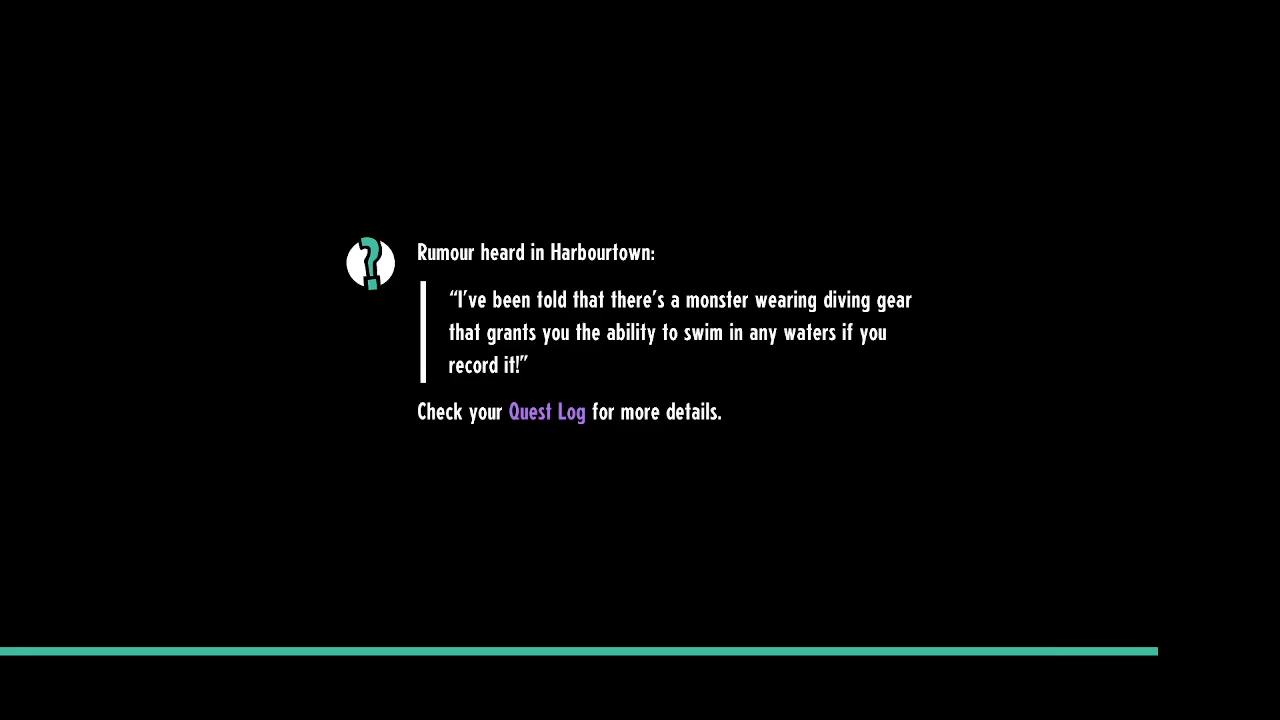 Rumour heard in Harbourtown:
“I’ve been told that there’s a monster wearing diving gear
that grants you the ability to swim in any waters if you
record it!”
Check your Quest Log for more details.